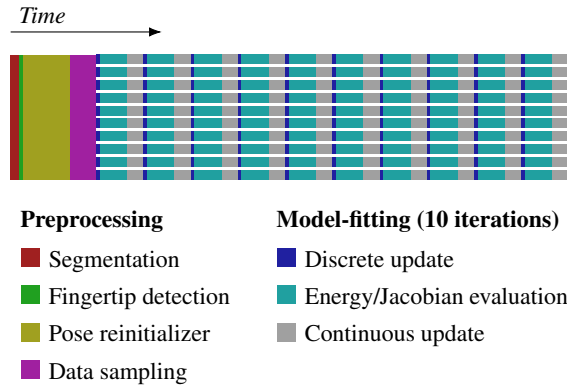 Time
Preprocessing
Segmentation
Fingertip detection
Pose reinitializer
Data sampling
Model-fitting (10 iterations)
Discrete update
Energy/Jacobian evaluation
Continuous update